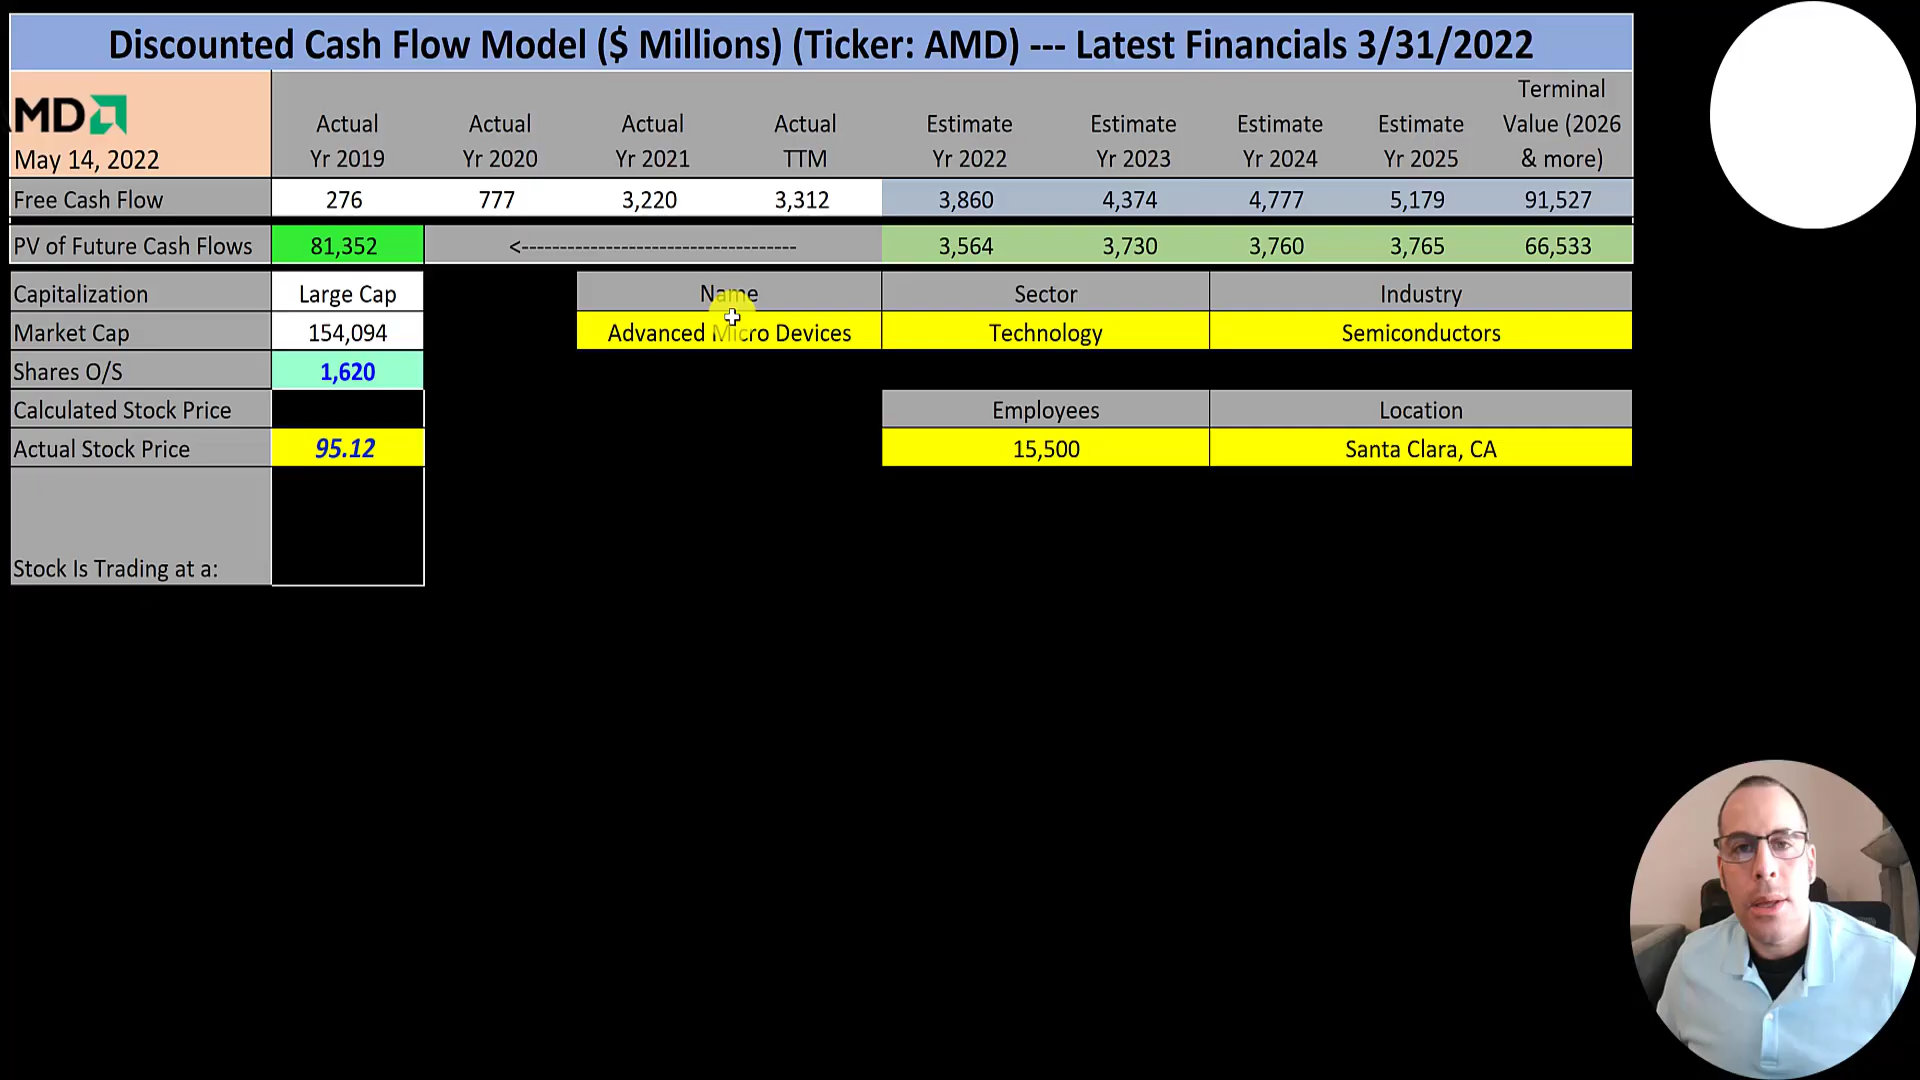 Discounted Cash Flow Model ($ Millions) (Ticker: AMD) --- Latest Financials 3/31/2022
MD
May 14, 2022
Actual Yr 2019
Actual Yr 2020
Actual Yr 2021
Actual TTM
Estimate Yr 2022
Estimate Yr 2023
Estimate Yr 2024
Estimate Yr 2025
Terminal Value (2026 & more)
Free Cash Flow 276 777 3,220 3,312 3,860 4,374 4,777 5,179 91,527
PV of Future Cash Flows 81,352 <------------------------------------ 3,564 3,730 3,760 3,765 66,533
Capitalization Large Cap Name Sector Industry
Market Cap 154,094 Advanced Micro Devices Technology Semiconductors
Shares O/S 1,620
Calculated Stock Price Employees Location
Actual Stock Price 95.12 15,500 Santa Clara, CA
Stock Is Trading at a: